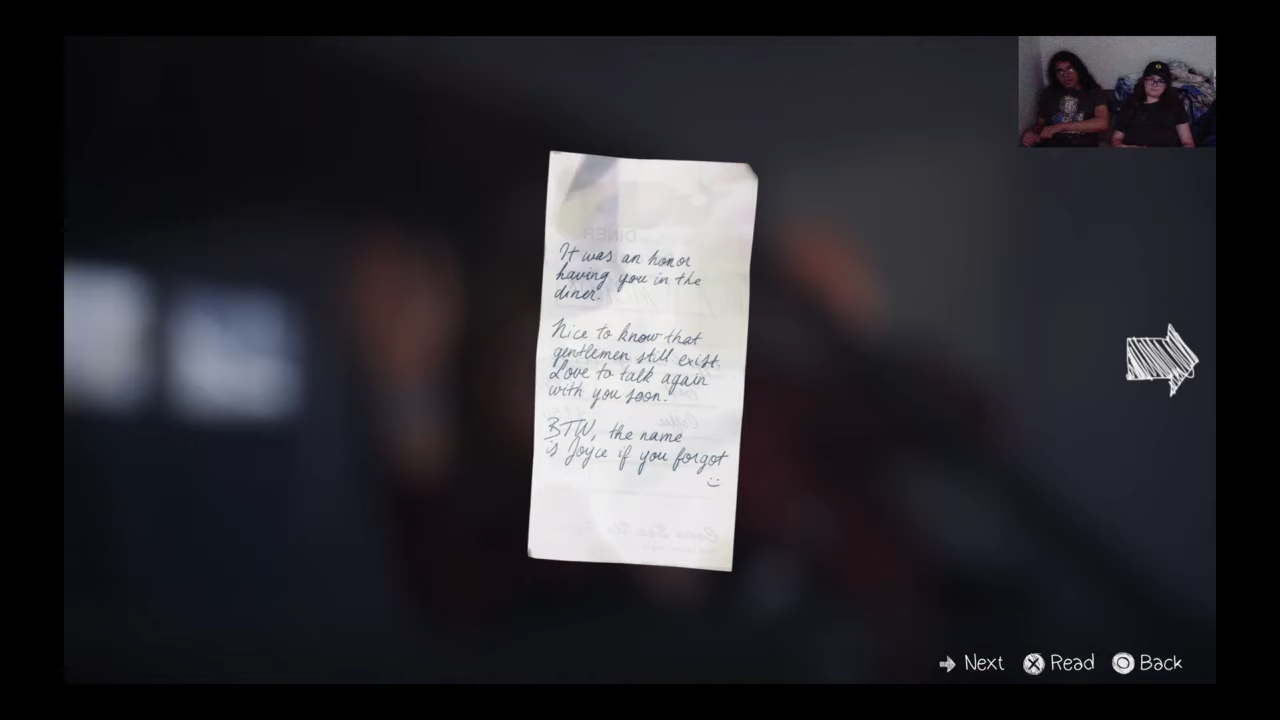 DINER
It was an honor
having you in the
diner.
Nice to know that
gentlemen still exist.
Love to talk again
with you soon.
BTW, the name
is Joyce if you forgot
:)
Next Read Back